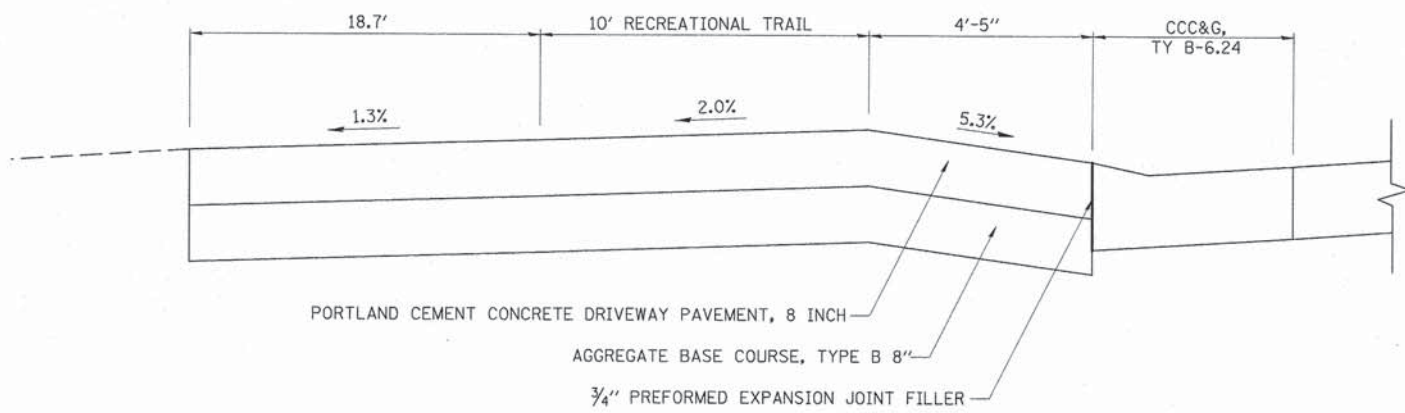 18.7'
10' RECREATIONAL TRAIL
4'-5"
CCC&G,
TY B-6.24
1.3%
2.0%
5.3%
PORTLAND CEMENT CONCRETE DRIVEWAY PAVEMENT, 8 INCH
AGGREGATE BASE COURSE, TYPE B 8"
¾" PREFORMED EXPANSION JOINT FILLER